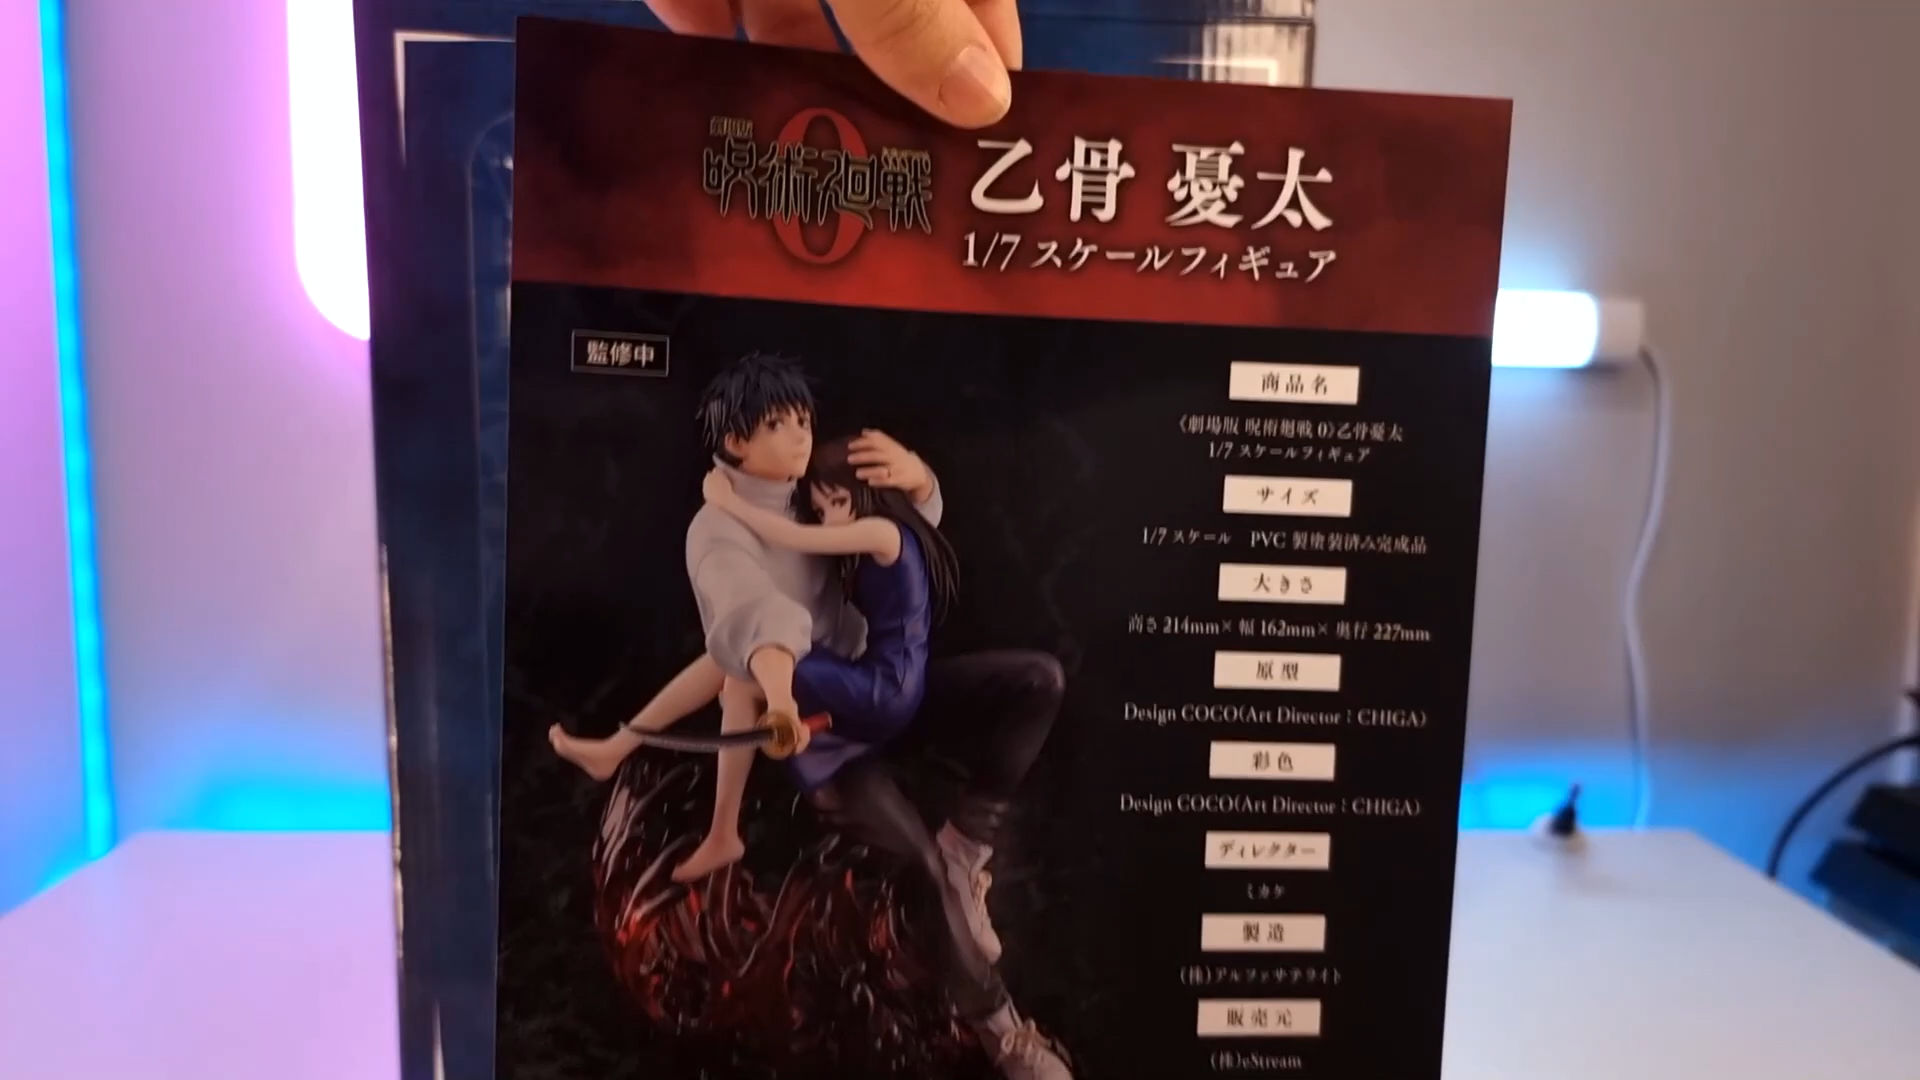 劇場版
呪術廻戦
0
乙骨 憂太
1/7 スケールフィギュア
監修中
商品名
《劇場版 呪術廻戦 0》乙骨憂太
1/7 スケールフィギュア
サイズ
1/7 スケール PVC 製塗装済み完成品
大きさ
高さ 214mm× 幅 162mm× 奥行 227mm
原型
Design COCO(Art Director：CHIGA)
彩色
Design COCO(Art Director：CHIGA)
ディレクター
ミカケ
製造
(株)アルファサテライト
販売元
(株)eStream